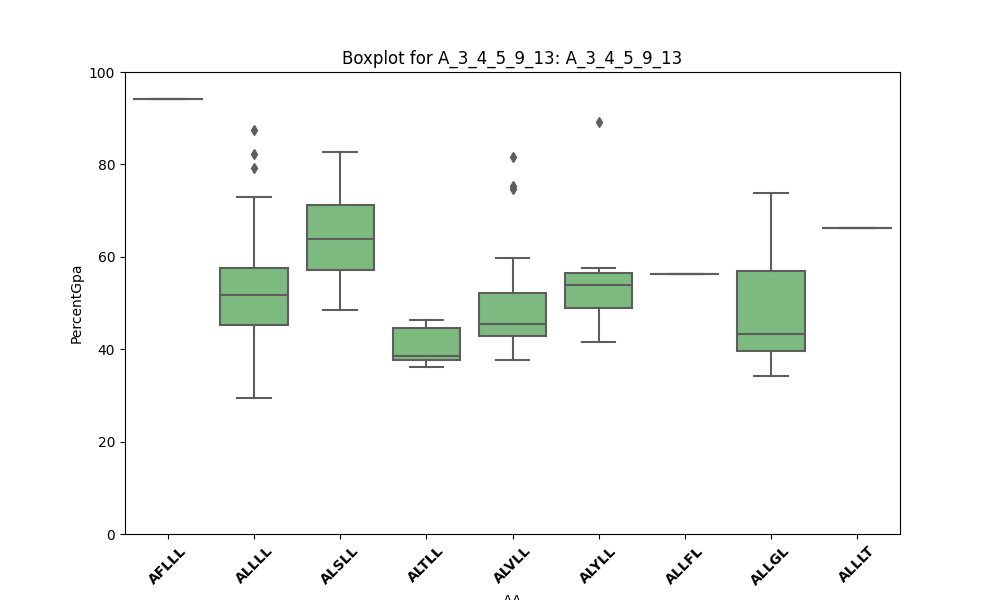 Boxplot for A_3_4_5_9_13: A_3_4_5_9_13
100
80
60
40
20
0
PercentGpa
AFLLL ALLLL ALSLL ALTLL ALVLL ALYLL ALLFL ALLGL ALLLT
AA